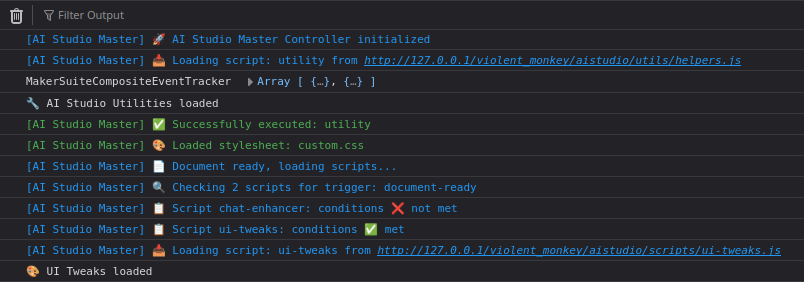 Filter Output
[AI Studio Master] 🚀 AI Studio Master Controller initialized
[AI Studio Master] 📥 Loading script: utility from http://127.0.0.1/violent_monkey/aistudio/utils/helpers.js
MakerSuiteCompositeEventTracker ▶ Array [ {…}, {…} ]
🔧 AI Studio Utilities loaded
[AI Studio Master] ✅ Successfully executed: utility
[AI Studio Master] 🎨 Loaded stylesheet: custom.css
[AI Studio Master] 📄 Document ready, loading scripts...
[AI Studio Master] 🔍 Checking 2 scripts for trigger: document-ready
[AI Studio Master] 📋 Script chat-enhancer: conditions ❌ not met
[AI Studio Master] 📋 Script ui-tweaks: conditions ✅ met
[AI Studio Master] 📥 Loading script: ui-tweaks from http://127.0.0.1/violent_monkey/aistudio/scripts/ui-tweaks.js
🎨 UI Tweaks loaded